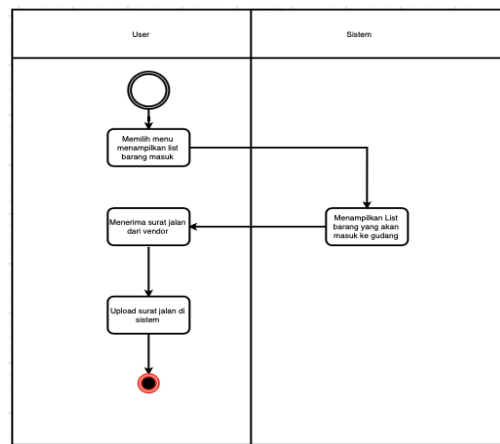 User
Sistem
Memilih menu
menampilkan list
barang masuk
Menerima surat jalan
dari vendor
Menampilkan List
barang yang akan
masuk ke gudang
Upload surat jalan di
sistem